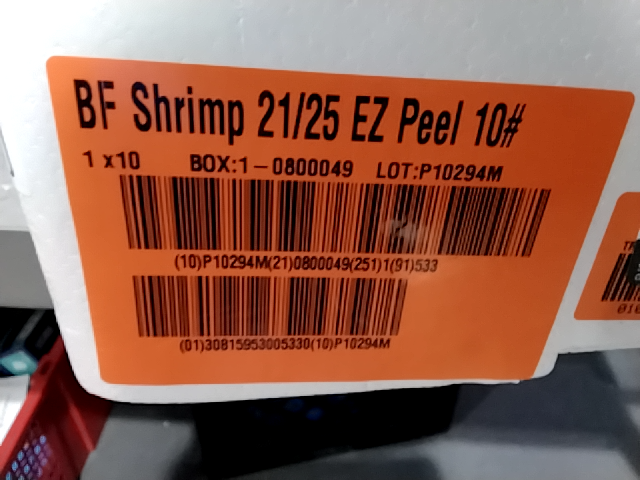 BF Shrimp 21/25 EZ Peel 10#
1 x10 BOX:1-0800049 LOT:P10294M
(10)P10294M(21)0800049(251)1(91)533
(01)30815953005330(10)P10294M